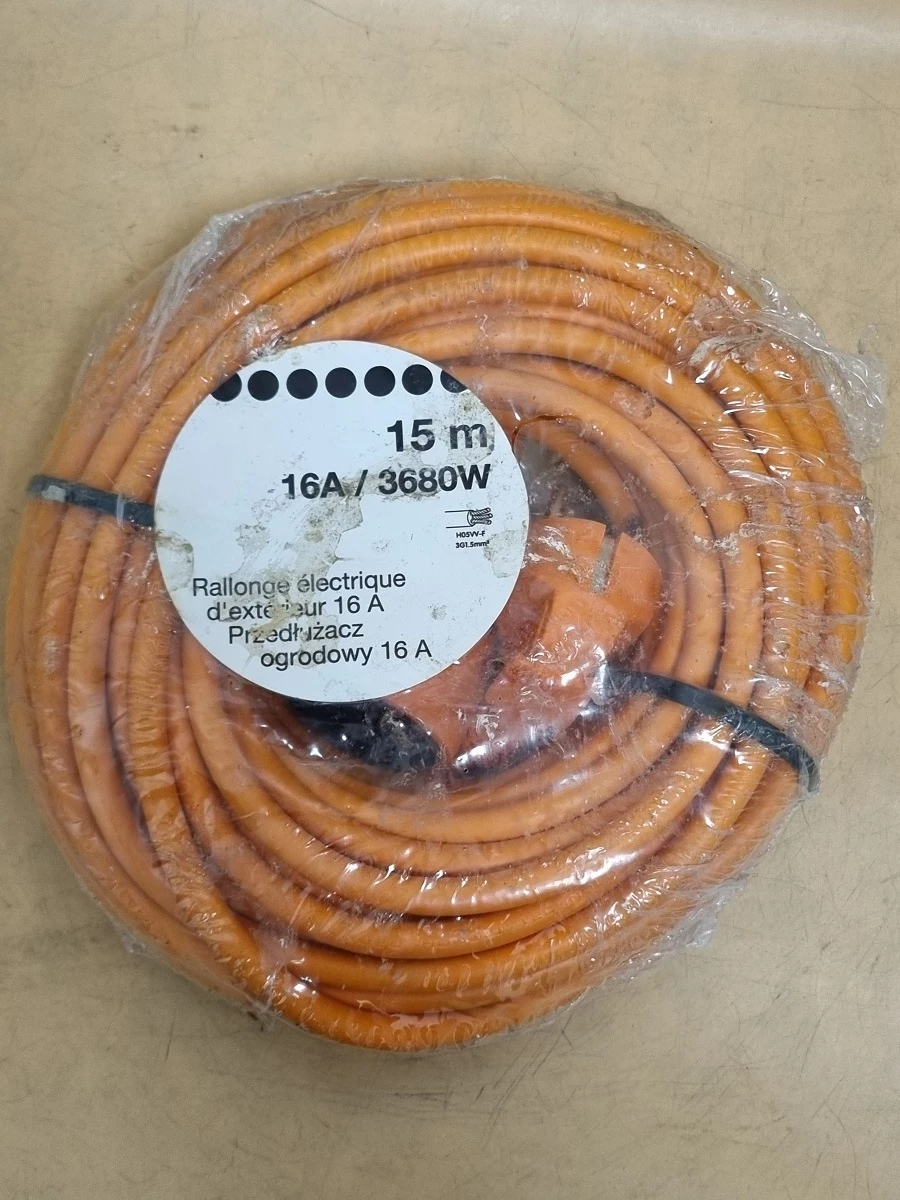 15 m
16A / 3680W
H05VV-F
3G1.5mm²
Rallonge électrique
d'extérieur 16 A
Przedłużacz
ogrodowy 16 A